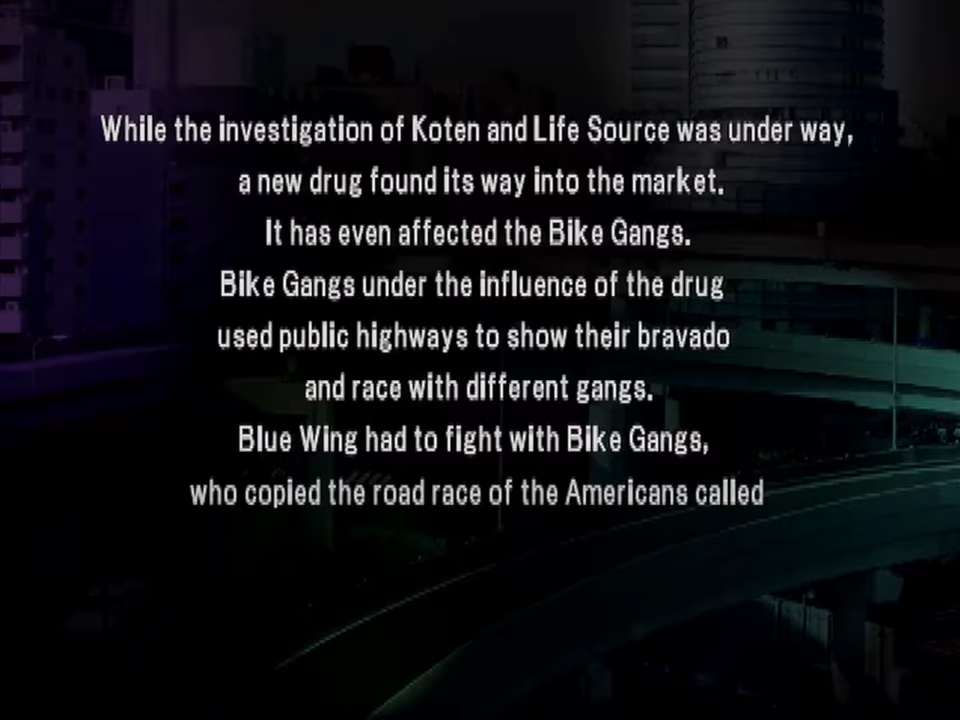 While the investigation of Koten and Life Source was under way,
a new drug found its way into the market.
It has even affected the Bike Gangs.
Bike Gangs under the influence of the drug
used public highways to show their bravado
and race with different gangs.
Blue Wing had to fight with Bike Gangs,
who copied the road race of the Americans called